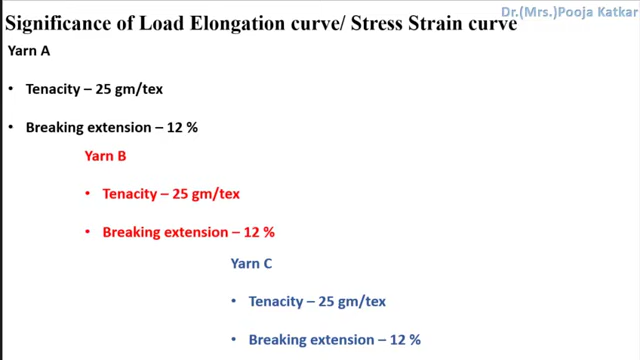 Dr.(Mrs.)Pooja Katkar
Significance of Load Elongation curve/ Stress Strain curve
Yarn A
• Tenacity – 25 gm/tex
• Breaking extension – 12 %
Yarn B
• Tenacity – 25 gm/tex
• Breaking extension – 12 %
Yarn C
• Tenacity – 25 gm/tex
• Breaking extension – 12 %